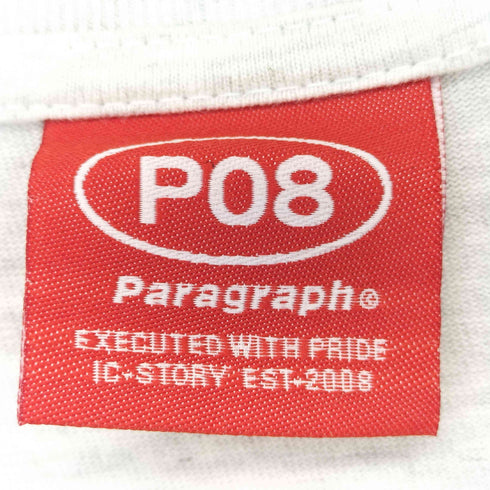 P08
Paragraph®
EXECUTED WITH PRIDE
IC-STORY EST-2008